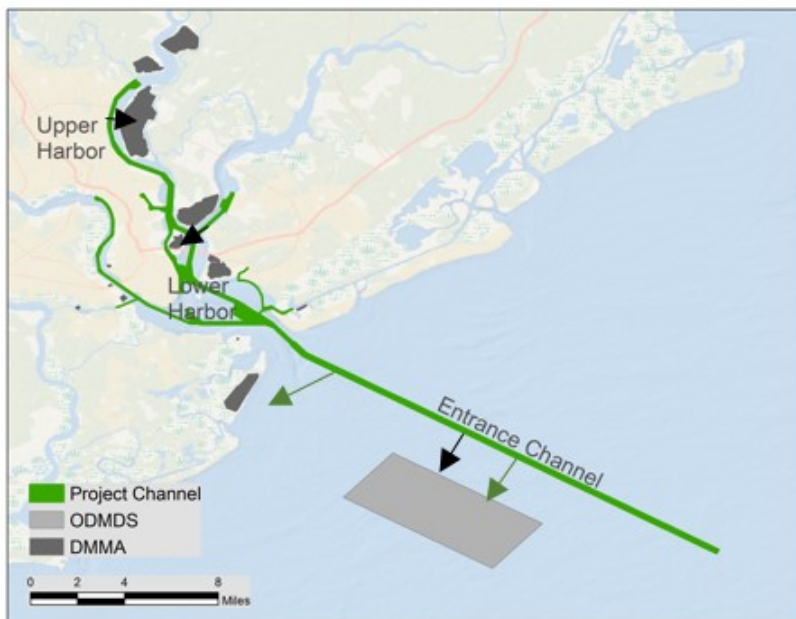 Upper
Harbor
Lower
Harbor
Entrance Channel
Project Channel
ODMDS
DMMA
0 2 4 8
Miles